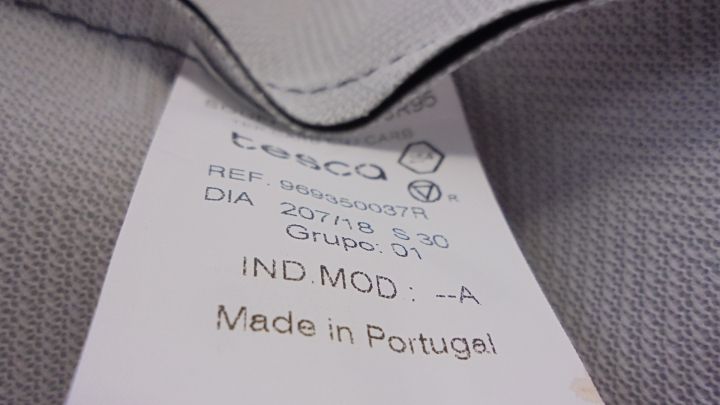 tesca
REF. 969350037R
DIA 207/18 S 30
Grupo: 01
IND.MOD: --A
Made in Portugal